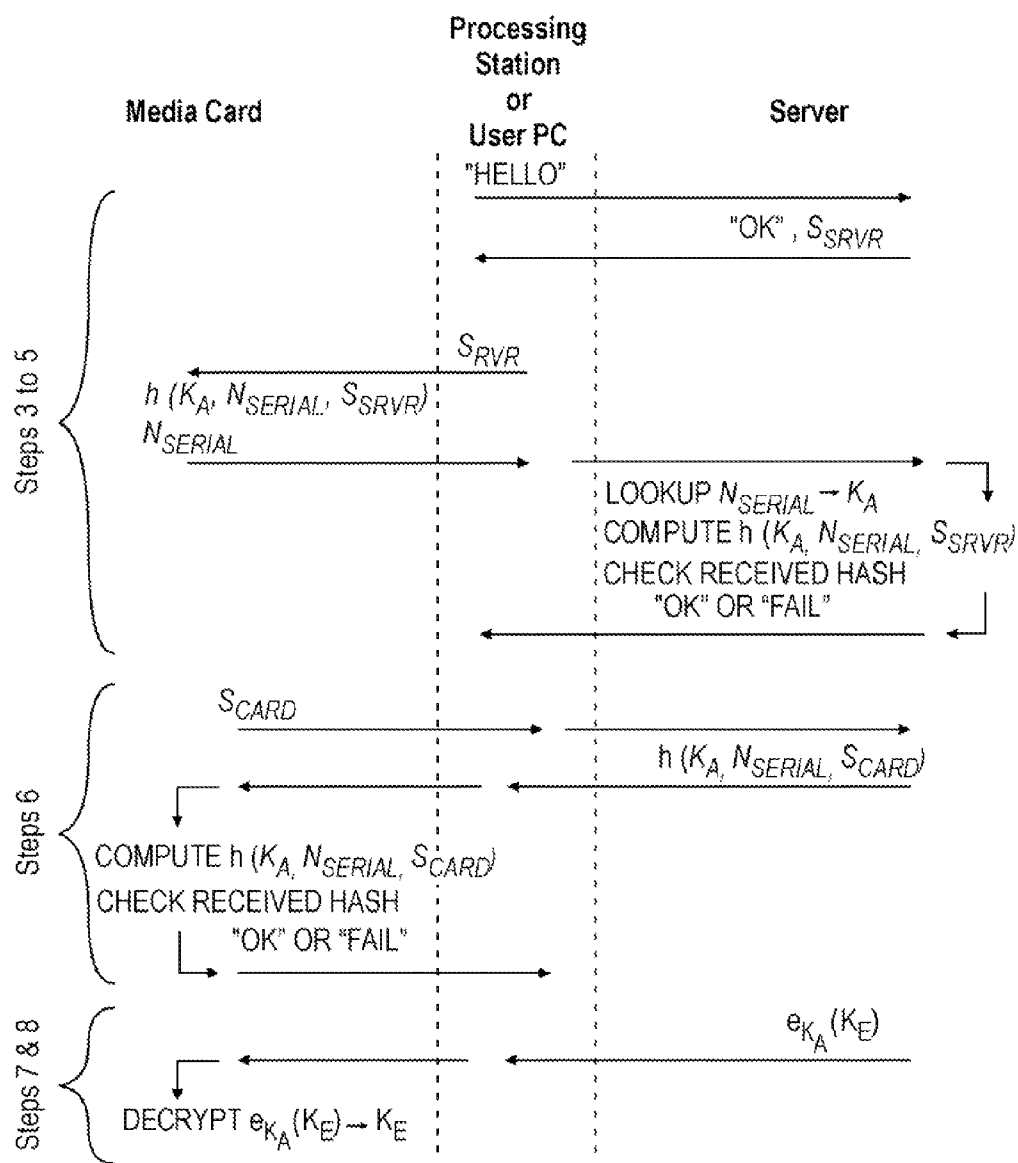 Processing
Station
or
User PC
Media Card
Server
"HELLO"
"OK" , S_SRVR
Steps 3 to 5
S_RVR
h (K_A, N_SERIAL, S_SRVR)
N_SERIAL
LOOKUP N_SERIAL → K_A
COMPUTE h (K_A, N_SERIAL, S_SRVR)
CHECK RECEIVED HASH
"OK" OR "FAIL"
Steps 6
S_CARD
h (K_A, N_SERIAL, S_CARD)
COMPUTE h (K_A, N_SERIAL, S_CARD)
CHECK RECEIVED HASH
"OK" OR "FAIL"
Steps 7 & 8
e_K_A(K_E)
DECRYPT e_K_A(K_E) → K_E